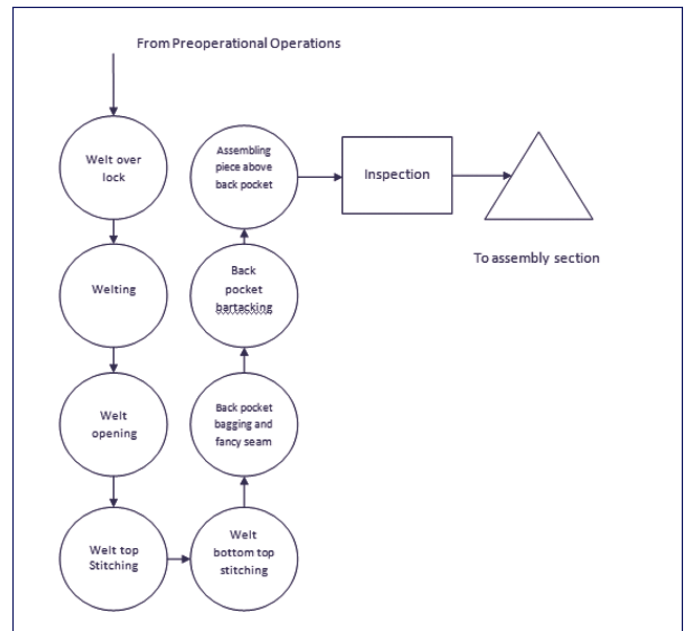 From Preoperational Operations
Welt over
lock
Welting
Welt
opening
Welt top
Stitching
Welt
bottom top
stitching
Back pocket
bagging and
fancy seam
Back
pocket
bartacking
Assembling
piece above
back pocket
Inspection
To assembly section